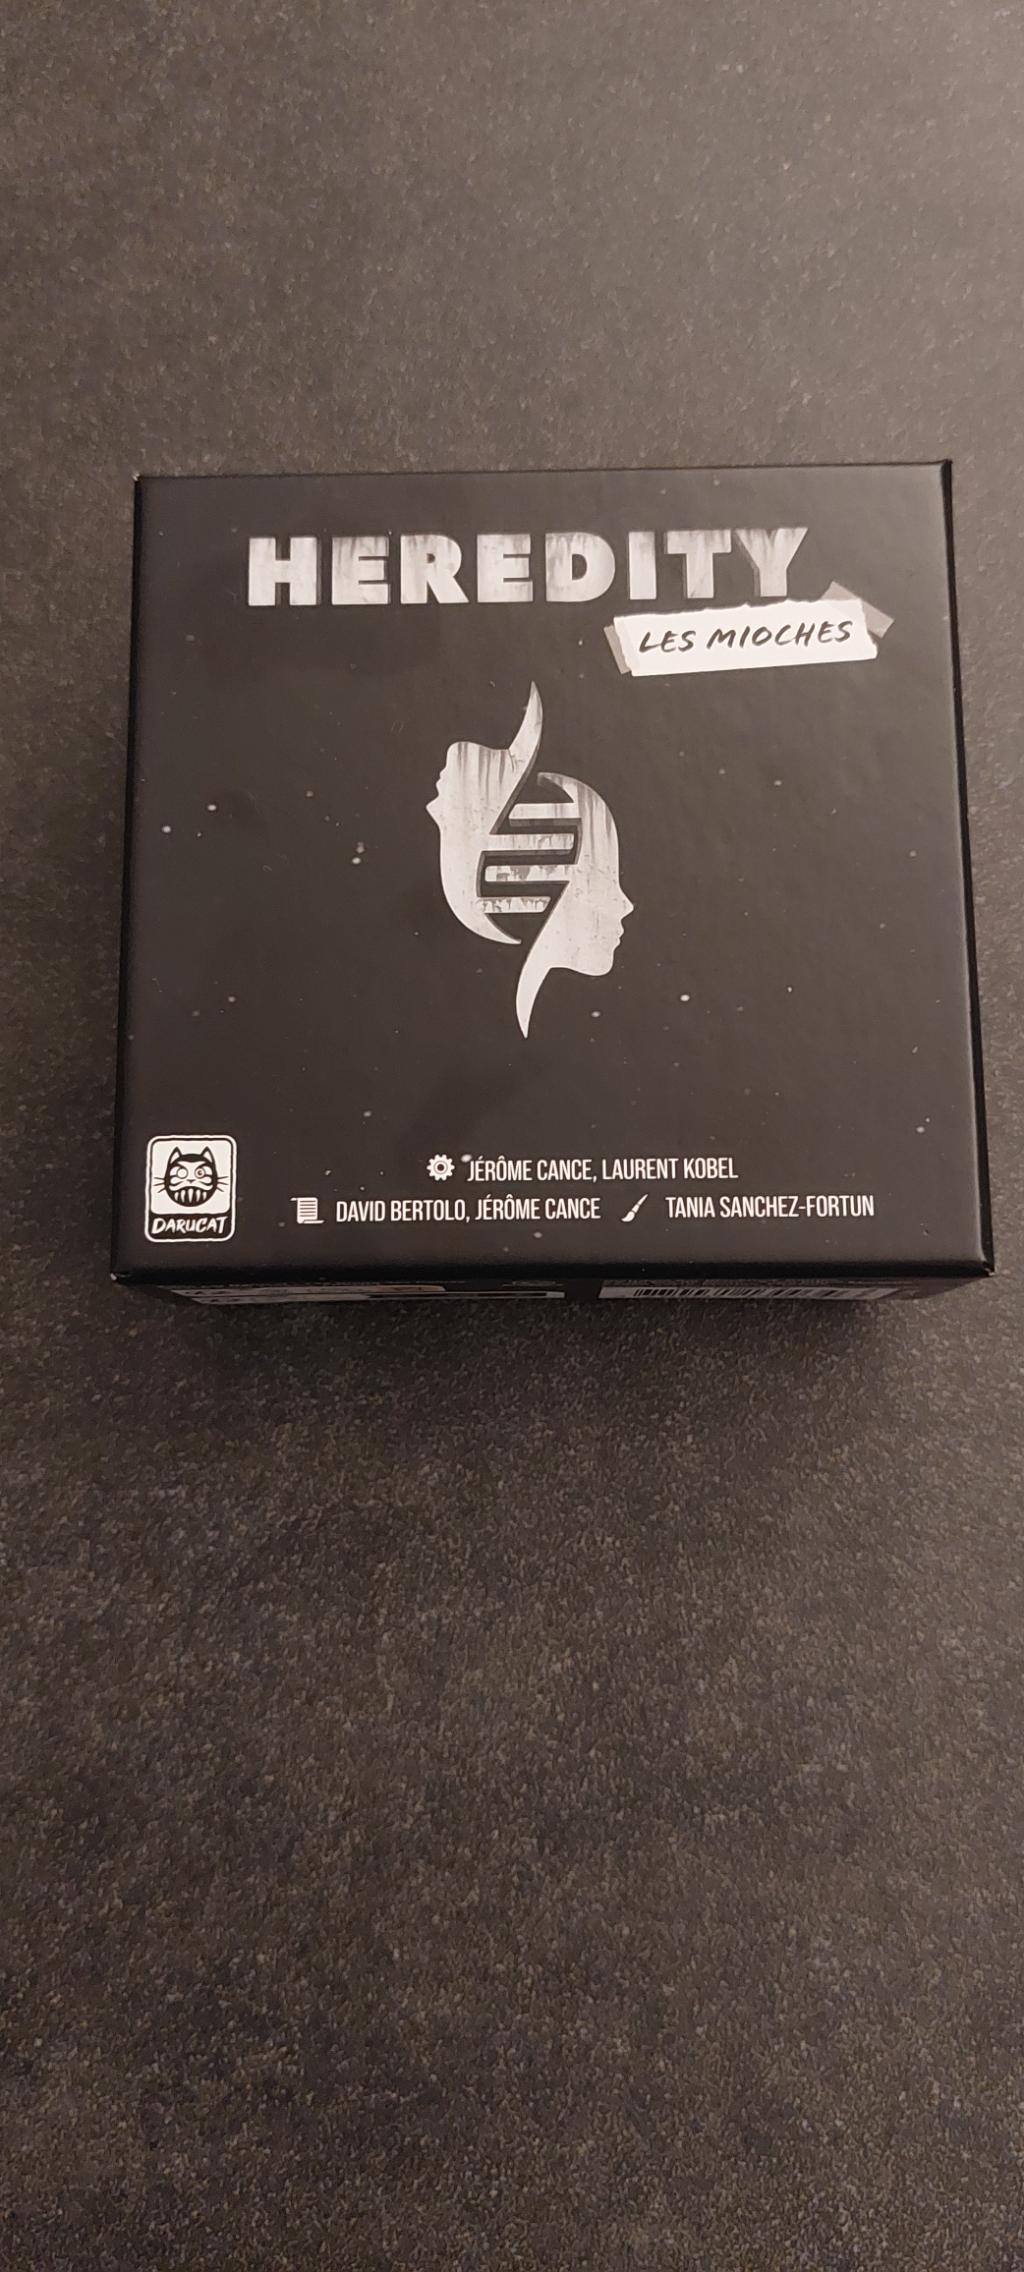 HEREDITY
LES MIOCHES
JÉRÔME CANCE, LAURENT KOBEL
DAVID BERTOLO, JÉRÔME CANCE TANIA SANCHEZ-FORTUN
DARUCAT